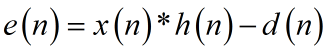 e(n) = x(n)*h(n)−d(n)